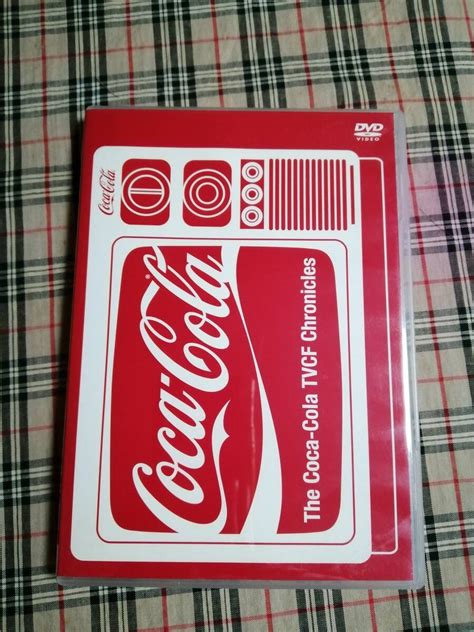 DVD
VIDEO
Coca-Cola
Coca-Cola®
The Coca-Cola TVCF Chronicles